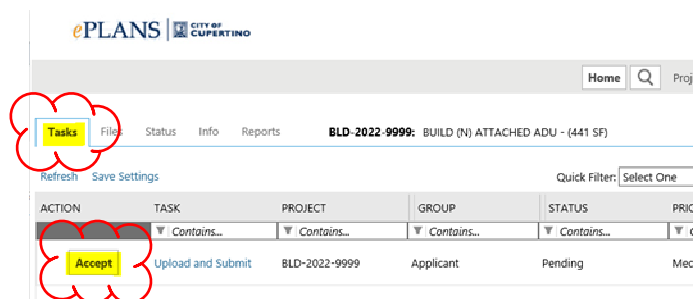 ePLANS CITY OF CUPERTINO
Home
Tasks Files Status Info Reports BLD-2022-9999: BUILD (N) ATTACHED ADU - (441 SF)
Refresh Save Settings Quick Filter: Select One
ACTION TASK PROJECT GROUP STATUS
Contains... Contains... Contains... Contains...
Accept Upload and Submit BLD-2022-9999 Applicant Pending